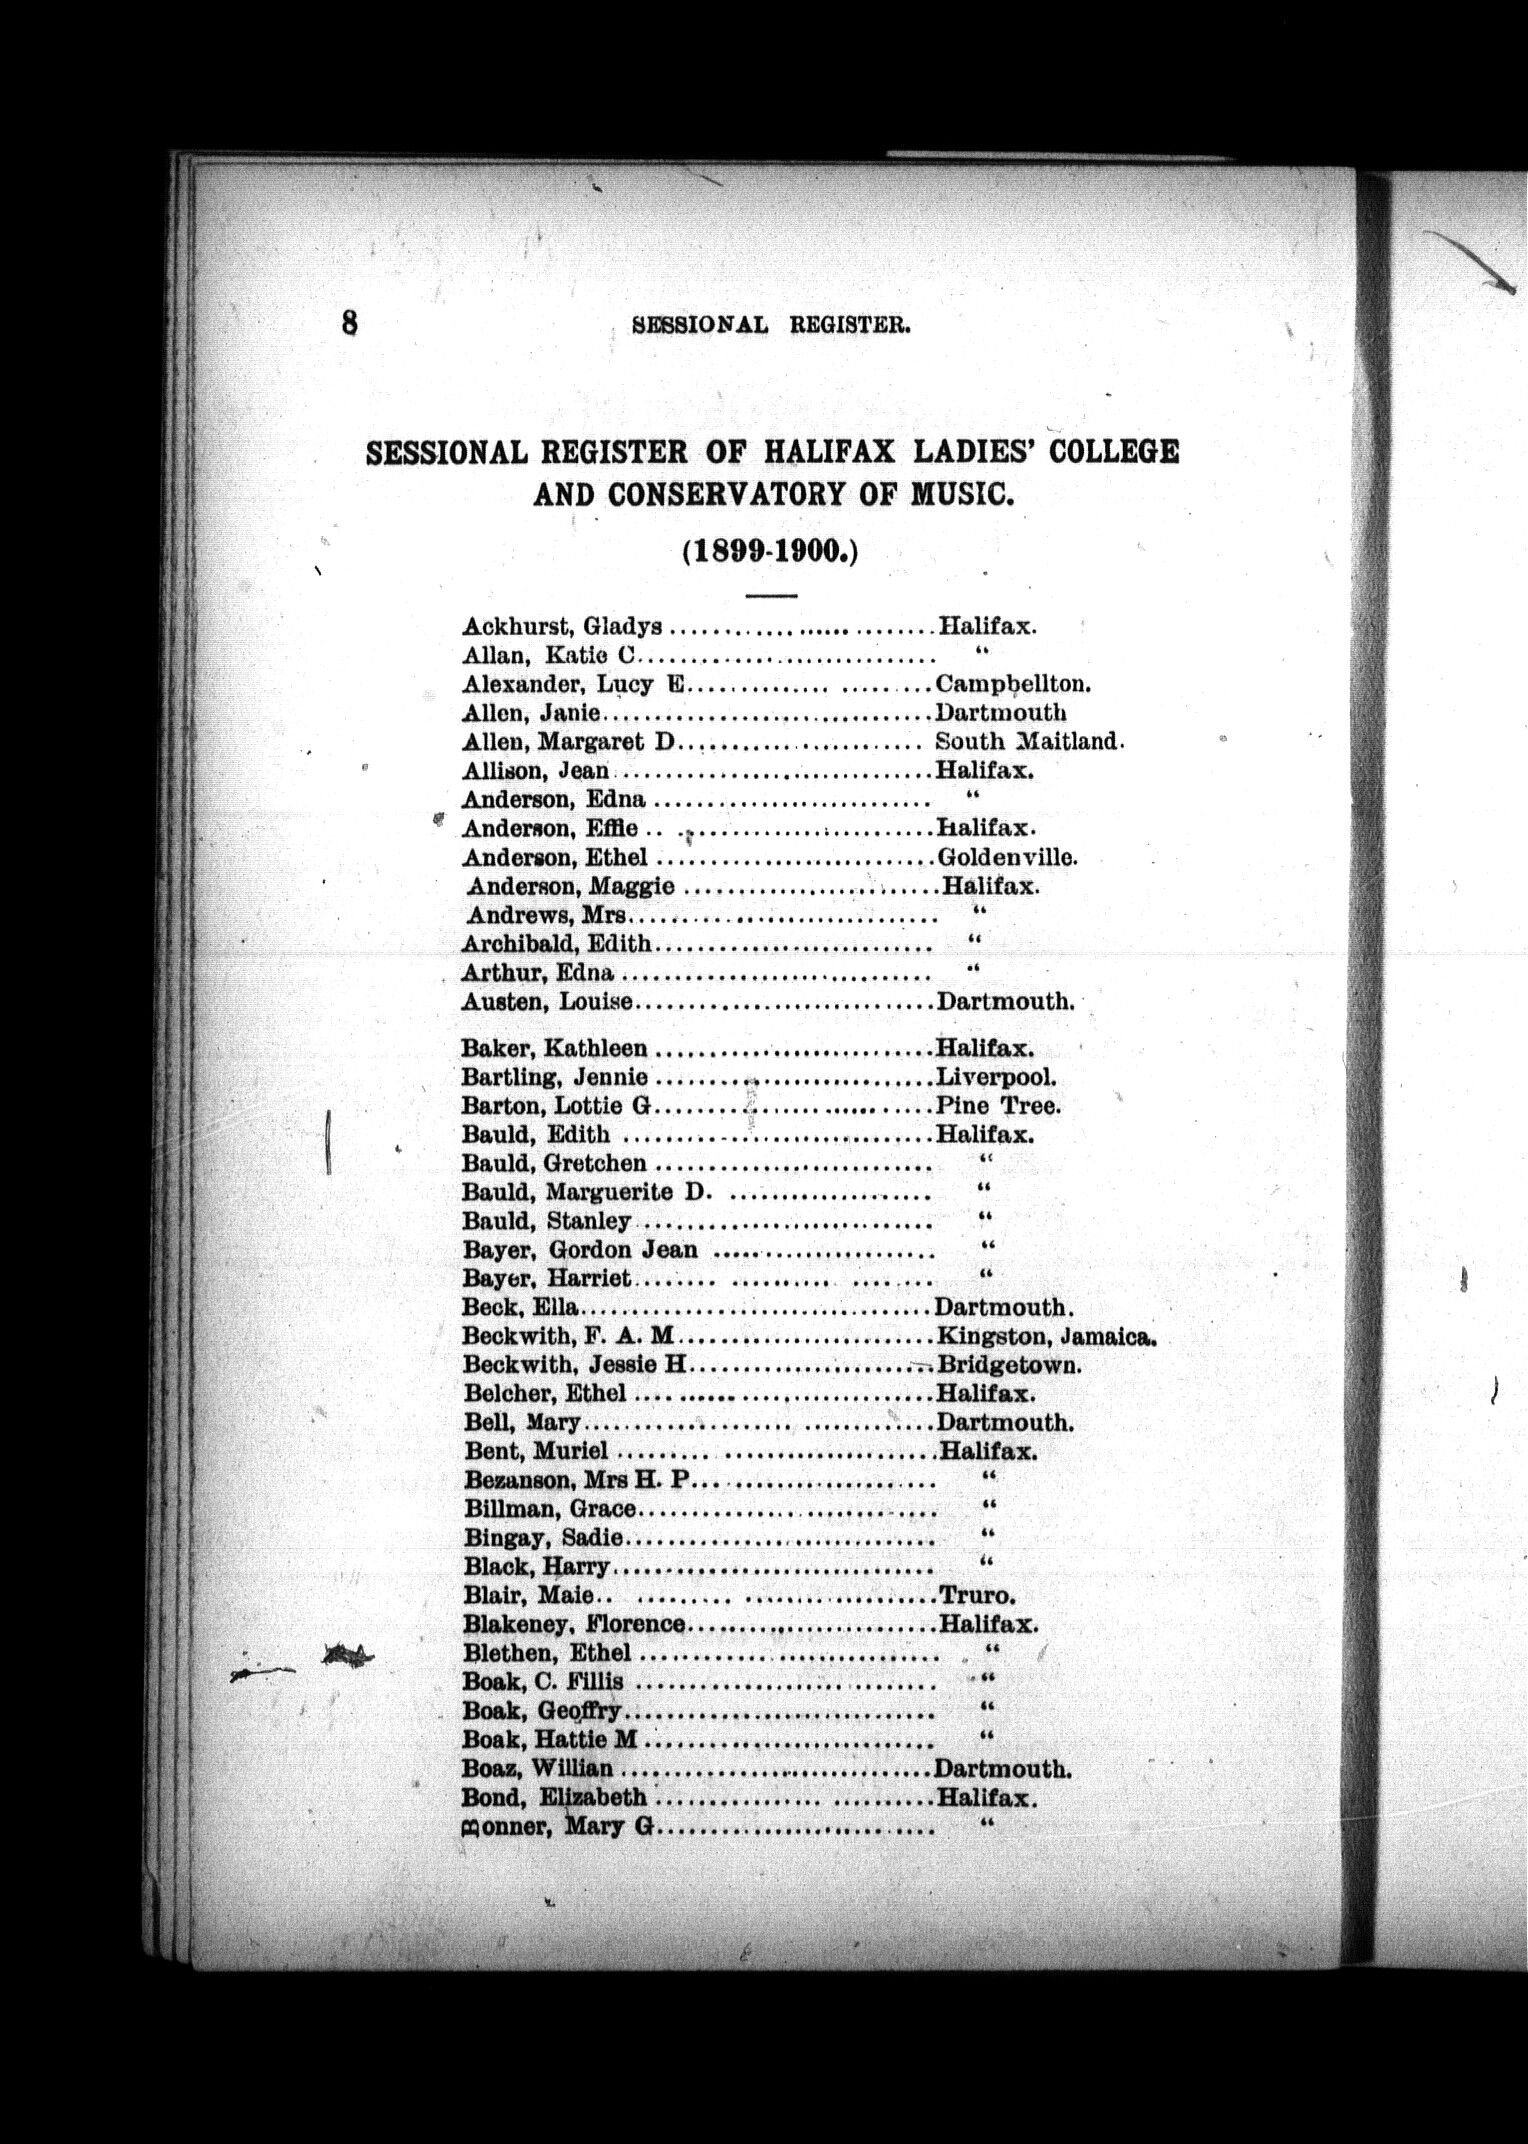 8 SESSIONAL REGISTER.
SESSIONAL REGISTER OF HALIFAX LADIES' COLLEGE
AND CONSERVATORY OF MUSIC.
(1899-1900.)
Ackhurst, Gladys ........................ Halifax.
Allan, Katie C........................... “
Alexander, Lucy E........................ Campbellton.
Allen, Janie............................. Dartmouth
Allen, Margaret D........................ South Maitland.
Allison, Jean ........................... Halifax.
Anderson, Edna .......................... “
Anderson, Effie ......................... Halifax.
Anderson, Ethel ......................... Goldenville.
Anderson, Maggie ........................ Halifax.
Andrews, Mrs............................. “
Archibald, Edith......................... “
Arthur, Edna ............................ “
Austen, Louise........................... Dartmouth.
Baker, Kathleen ......................... Halifax.
Bartling, Jennie ........................ Liverpool.
Barton, Lottie G......................... Pine Tree.
Bauld, Edith ............................ Halifax.
Bauld, Gretchen ......................... “
Bauld, Marguerite D. .................... “
Bauld, Stanley .......................... “
Bayer, Gordon Jean ...................... “
Bayer, Harriet........................... “
Beck, Ella............................... Dartmouth.
Beckwith, F. A. M........................ Kingston, Jamaica.
Beckwith, Jessie H....................... Bridgetown.
Belcher, Ethel .......................... Halifax.
Bell, Mary............................... Dartmouth.
Bent, Muriel ............................ Halifax.
Bezanson, Mrs H. P....................... “
Billman, Grace........................... “
Bingay, Sadie............................ “
Black, Harry............................. “
Blair, Maie.............................. Truro.
Blakeney, Florence....................... Halifax.
Blethen, Ethel .......................... “
Boak, C. Fillis ......................... “
Boak, Geoffry............................ “
Boak, Hattie M .......................... “
Boaz, Willian ........................... Dartmouth.
Bond, Elizabeth ......................... Halifax.
Bonner, Mary G........................... “